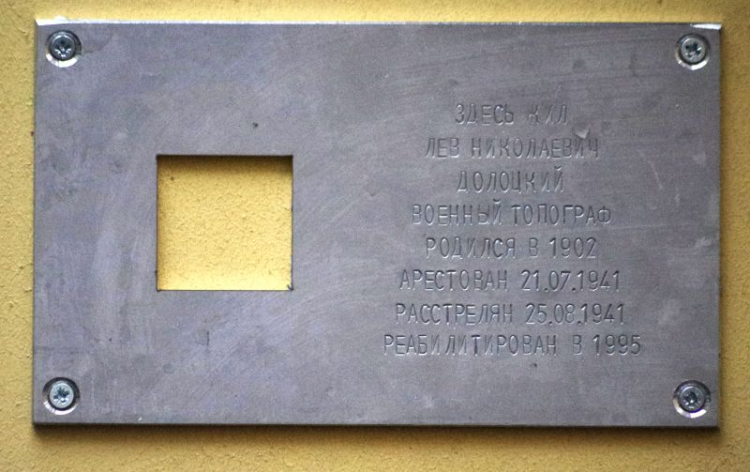 ЗДЕСЬ ЖИЛ
ЛЕВ НИКОЛАЕВИЧ
ДОЛОЦКИЙ
ВОЕННЫЙ ТОПОГРАФ
РОДИЛСЯ В 1902
АРЕСТОВАН 21.07.1941
РАССТРЕЛЯН 25.08.1941
РЕАБИЛИТИРОВАН В 1995